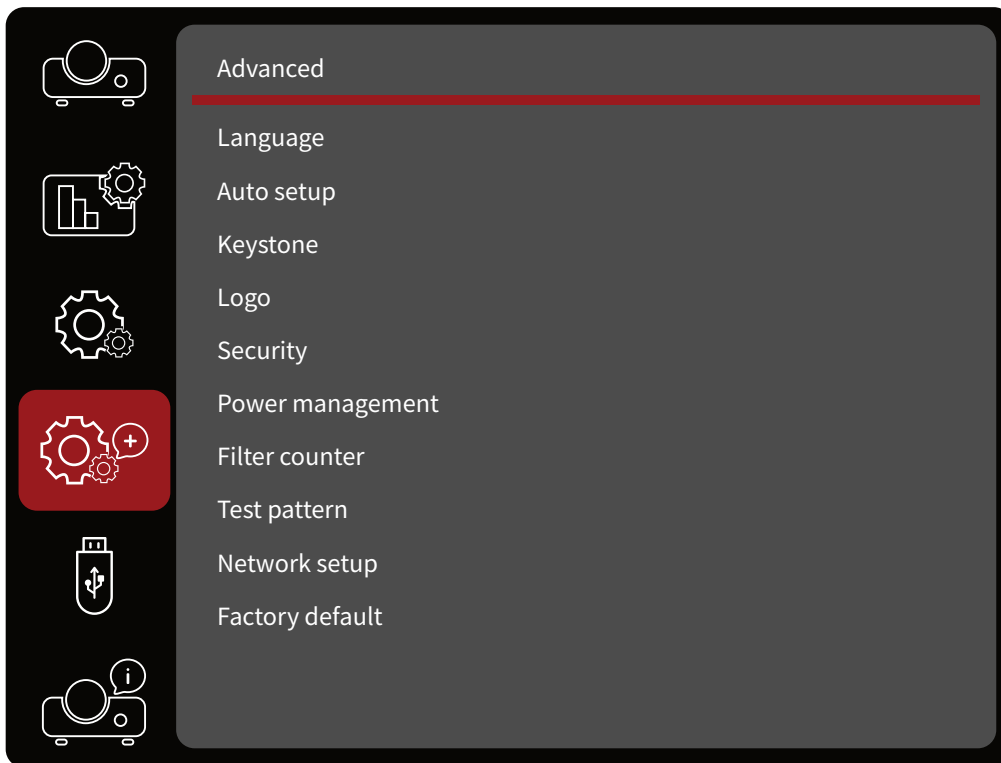 Advanced
Language
Auto setup
Keystone
Logo
Security
Power management
Filter counter
Test pattern
Network setup
Factory default
+
i